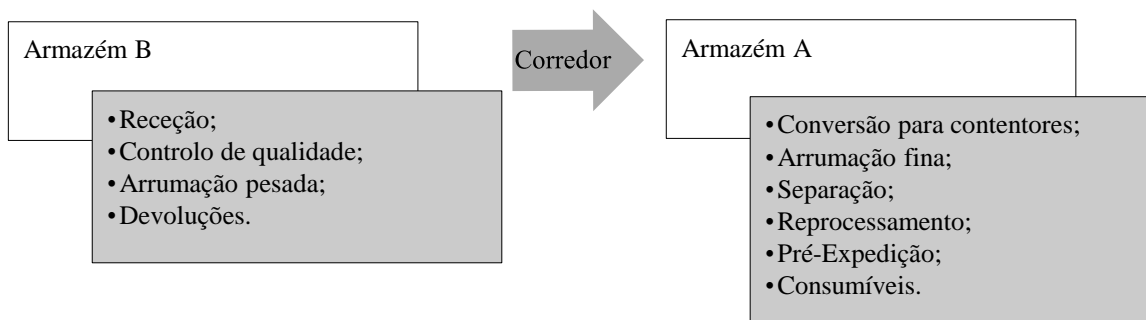 Armazém B
•Receção;
•Controlo de qualidade;
•Arrumação pesada;
•Devoluções.
Corredor
Armazém A
•Conversão para contentores;
•Arrumação fina;
•Separação;
•Reprocessamento;
•Pré-Expedição;
•Consumíveis.